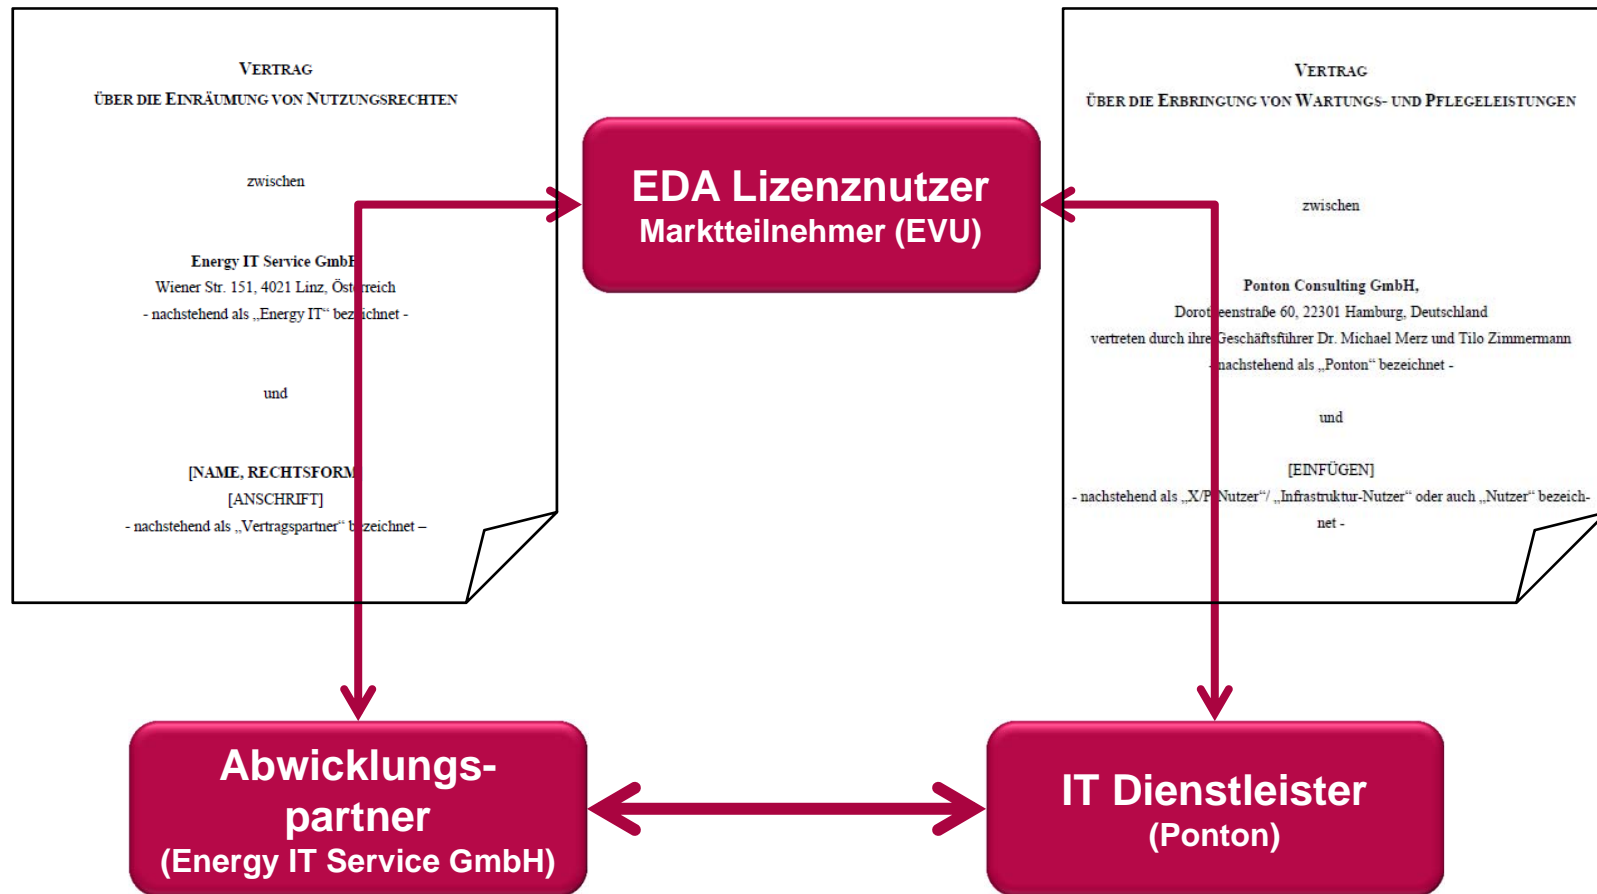 VERTRAG
ÜBER DIE EINRÄUMUNG VON NUTZUNGSRECHTEN
zwischen
Energy IT Service GmbH
Wiener Str. 151, 4021 Linz, Österreich
- nachstehend als „Energy IT“ bezeichnet -
und
[NAME, RECHTSFORM]
[ANSCHRIFT]
- nachstehend als „Vertragspartner“ bezeichnet –
EDA Lizenznutzer
Marktteilnehmer (EVU)
VERTRAG
ÜBER DIE ERBRINGUNG VON WARTUNGS- UND PFLEGELEISTUNGEN
zwischen
Ponton Consulting GmbH,
Dorotheenstraße 60, 22301 Hamburg, Deutschland
vertreten durch ihre Geschäftsführer Dr. Michael Merz und Tilo Zimmermann
- nachstehend als „Ponton“ bezeichnet -
und
[EINFÜGEN]
- nachstehend als „X/P-Nutzer“/ „Infrastruktur-Nutzer“ oder auch „Nutzer“ bezeich-
net -
Abwicklungs-
partner
(Energy IT Service GmbH)
IT Dienstleister
(Ponton)